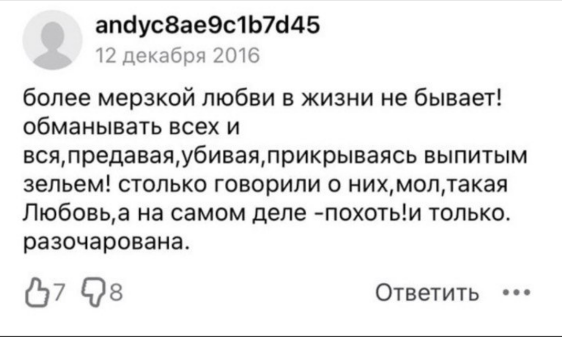 andyc8ae9c1b7d45
12 декабря 2016
более мерзкой любви в жизни не бывает!
обманывать всех и
вся,предавая,убивая,прикрываясь выпитым
зельем! столько говорили о них,мол,такая
Любовь,а на самом деле -похоть!и только.
разочарована.
7 8 Ответить